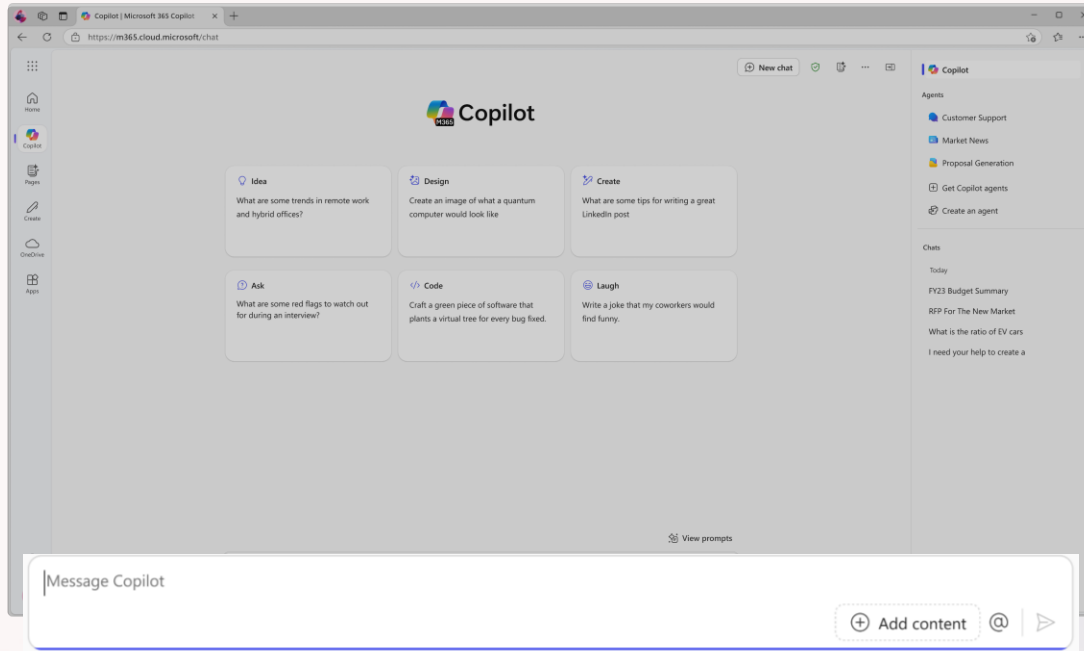 Copilot | Microsoft 365 Copilot
https://m365.cloud.microsoft/chat
Home
Copilot
Pages
Create
OneDrive
Apps
New chat
M365
Copilot
Idea
What are some trends in remote work
and hybrid offices?
Design
Create an image of what a quantum
computer would look like
Create
What are some tips for writing a great
LinkedIn post
Ask
What are some red flags to watch out
for during an interview?
Code
Craft a green piece of software that
plants a virtual tree for every bug fixed.
Laugh
Write a joke that my coworkers would
find funny.
View prompts
Message Copilot
Add content
@
Copilot
Agents
Customer Support
Market News
Proposal Generation
Get Copilot agents
Create an agent
Chats
Today
FY23 Budget Summary
RFP For The New Market
What is the ratio of EV cars
I need your help to create a